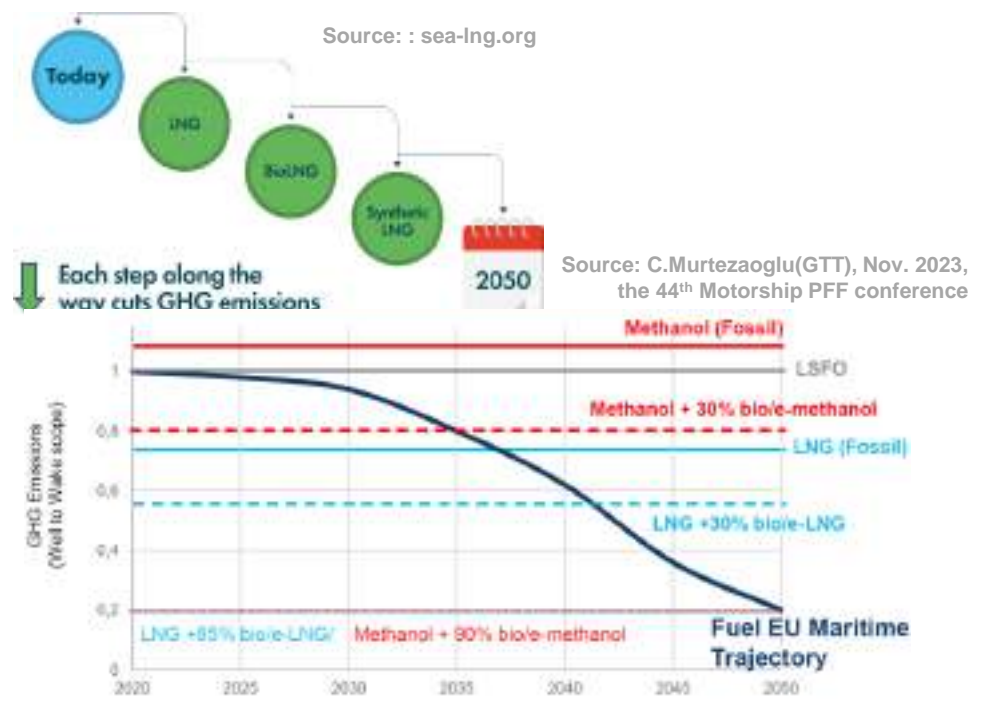 Source: : sea-lng.org
Today
LNG
BioLNG
Synthetic
LNG
2050
Each step along the
way cuts GHG emissions
Source: C.Murtezaoglu(GTT), Nov. 2023,
the 44th Motorship PFF conference
Methanol (Fossil)
LSFO
Methanol + 30% bio/e-methanol
LNG (Fossil)
LNG +30% bio/e-LNG
LNG +85% bio/e-LNG/ Methanol + 90% bio/e-methanol
Fuel EU Maritime
Trajectory
GHG Emissions
(Well to Wake scope)
1
0,8
0,6
0,4
0,2
0
2020 2025 2030 2035 2040 2045 2050